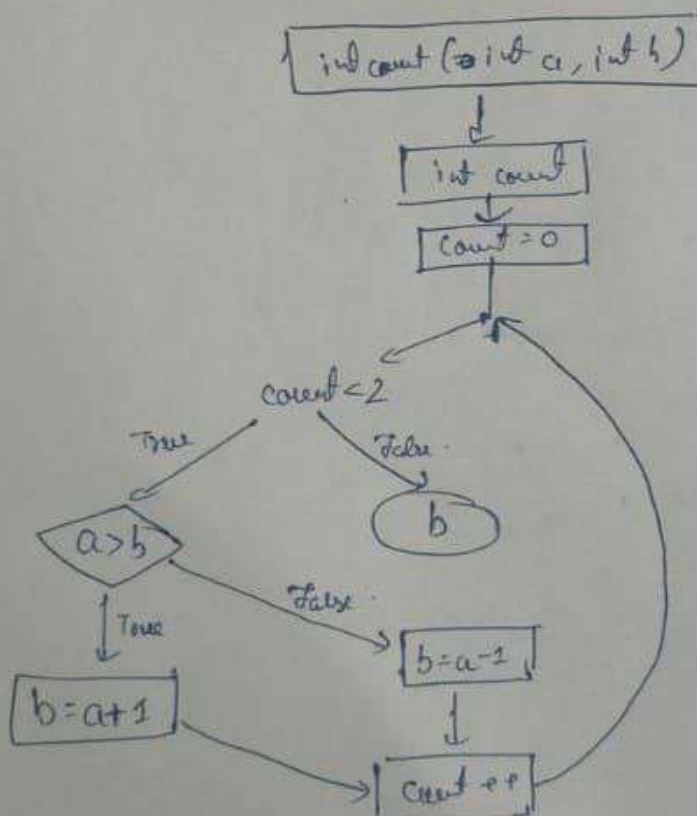 int count (int a, int b)
int count
count = 0
count < 2
True
False
a > b
b
False
True
b = a - 1
b = a + 1
count ++